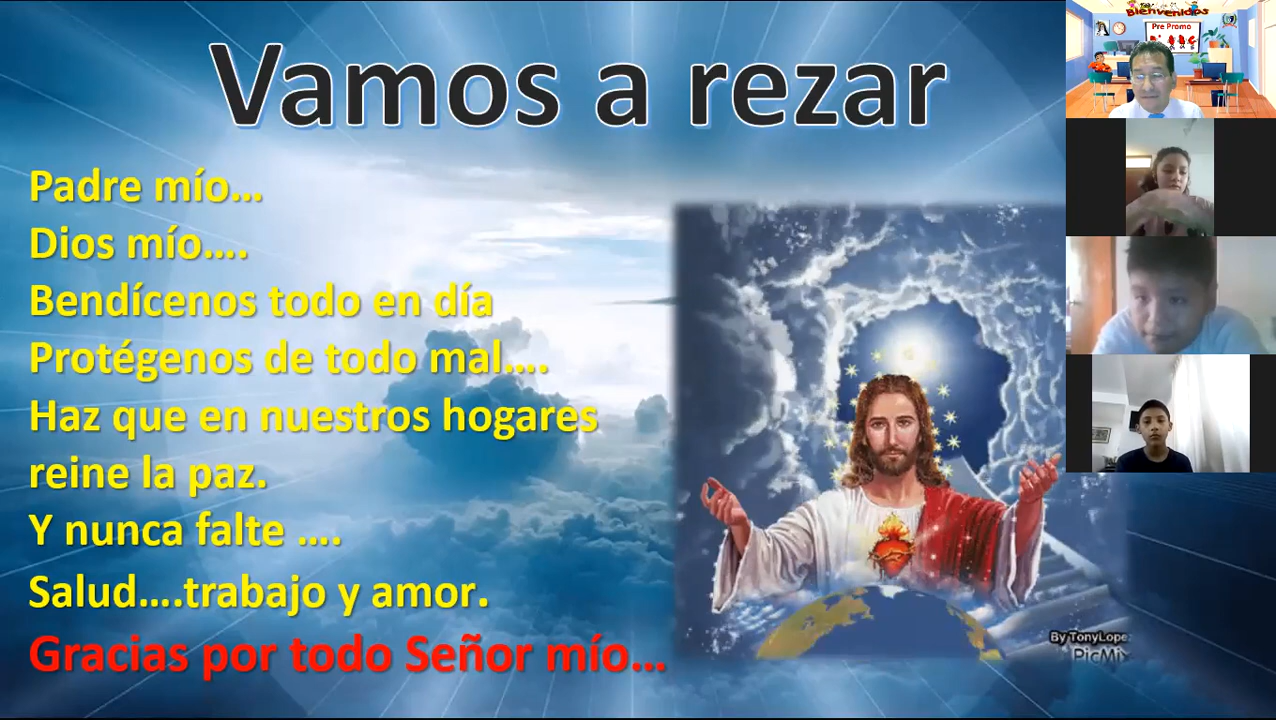 Vamos a rezar
Padre mío...
Dios mío....
Bendícenos todo en día
Protégenos de todo mal....
Haz que en nuestros hogares
reine la paz.
Y nunca falte ....
Salud....trabajo y amor.
Gracias por todo Señor mío...
By TonyLope
PicMix
Bienvenidos
Pre Promo